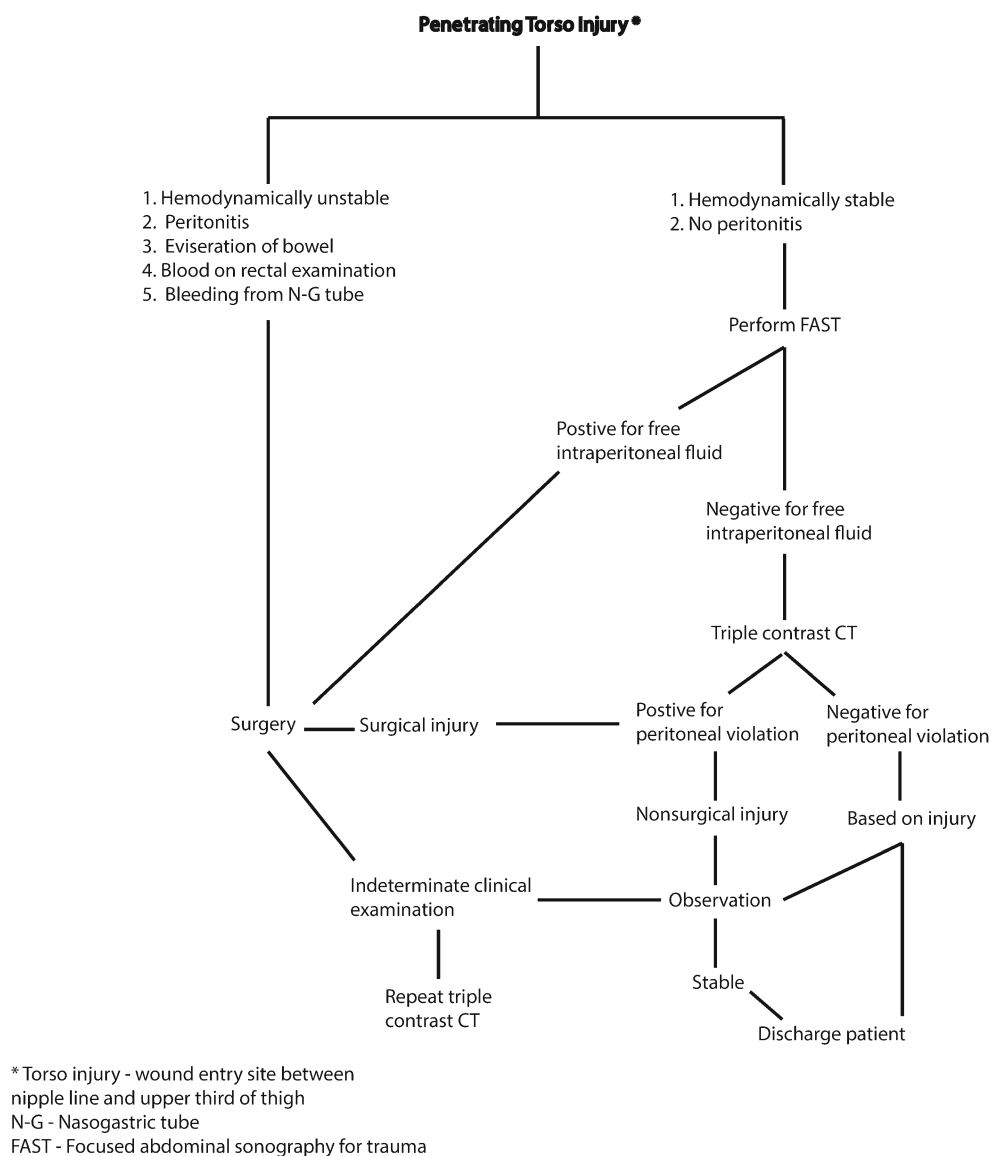 Penetrating Torso Injury *
1. Hemodynamically unstable
2. Peritonitis
3. Eviseration of bowel
4. Blood on rectal examination
5. Bleeding from N-G tube
1. Hemodynamically stable
2. No peritonitis
Perform FAST
Postive for free
intraperitoneal fluid
Negative for free
intraperitoneal fluid
Triple contrast CT
Surgery
Surgical injury
Postive for
peritoneal violation
Negative for
peritoneal violation
Nonsurgical injury
Based on injury
Indeterminate clinical
examination
Observation
Repeat triple
contrast CT
Stable
Discharge patient
* Torso injury - wound entry site between
nipple line and upper third of thigh
N-G - Nasogastric tube
FAST - Focused abdominal sonography for trauma